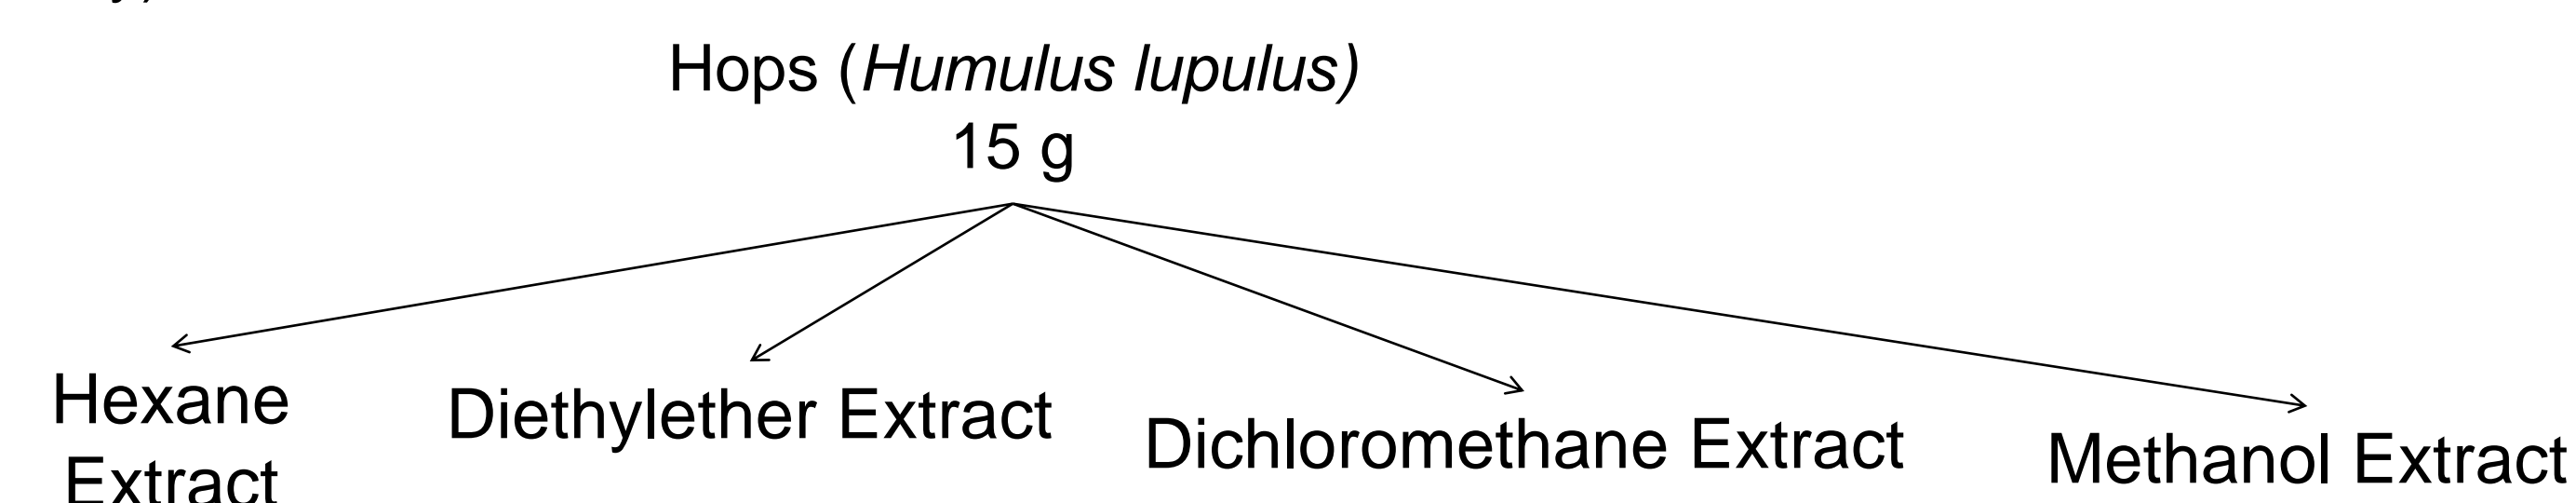 Hops (Humulus lupulus)
15 g
Hexane
Extract
Diethylether Extract
Dichloromethane Extract
Methanol Extract